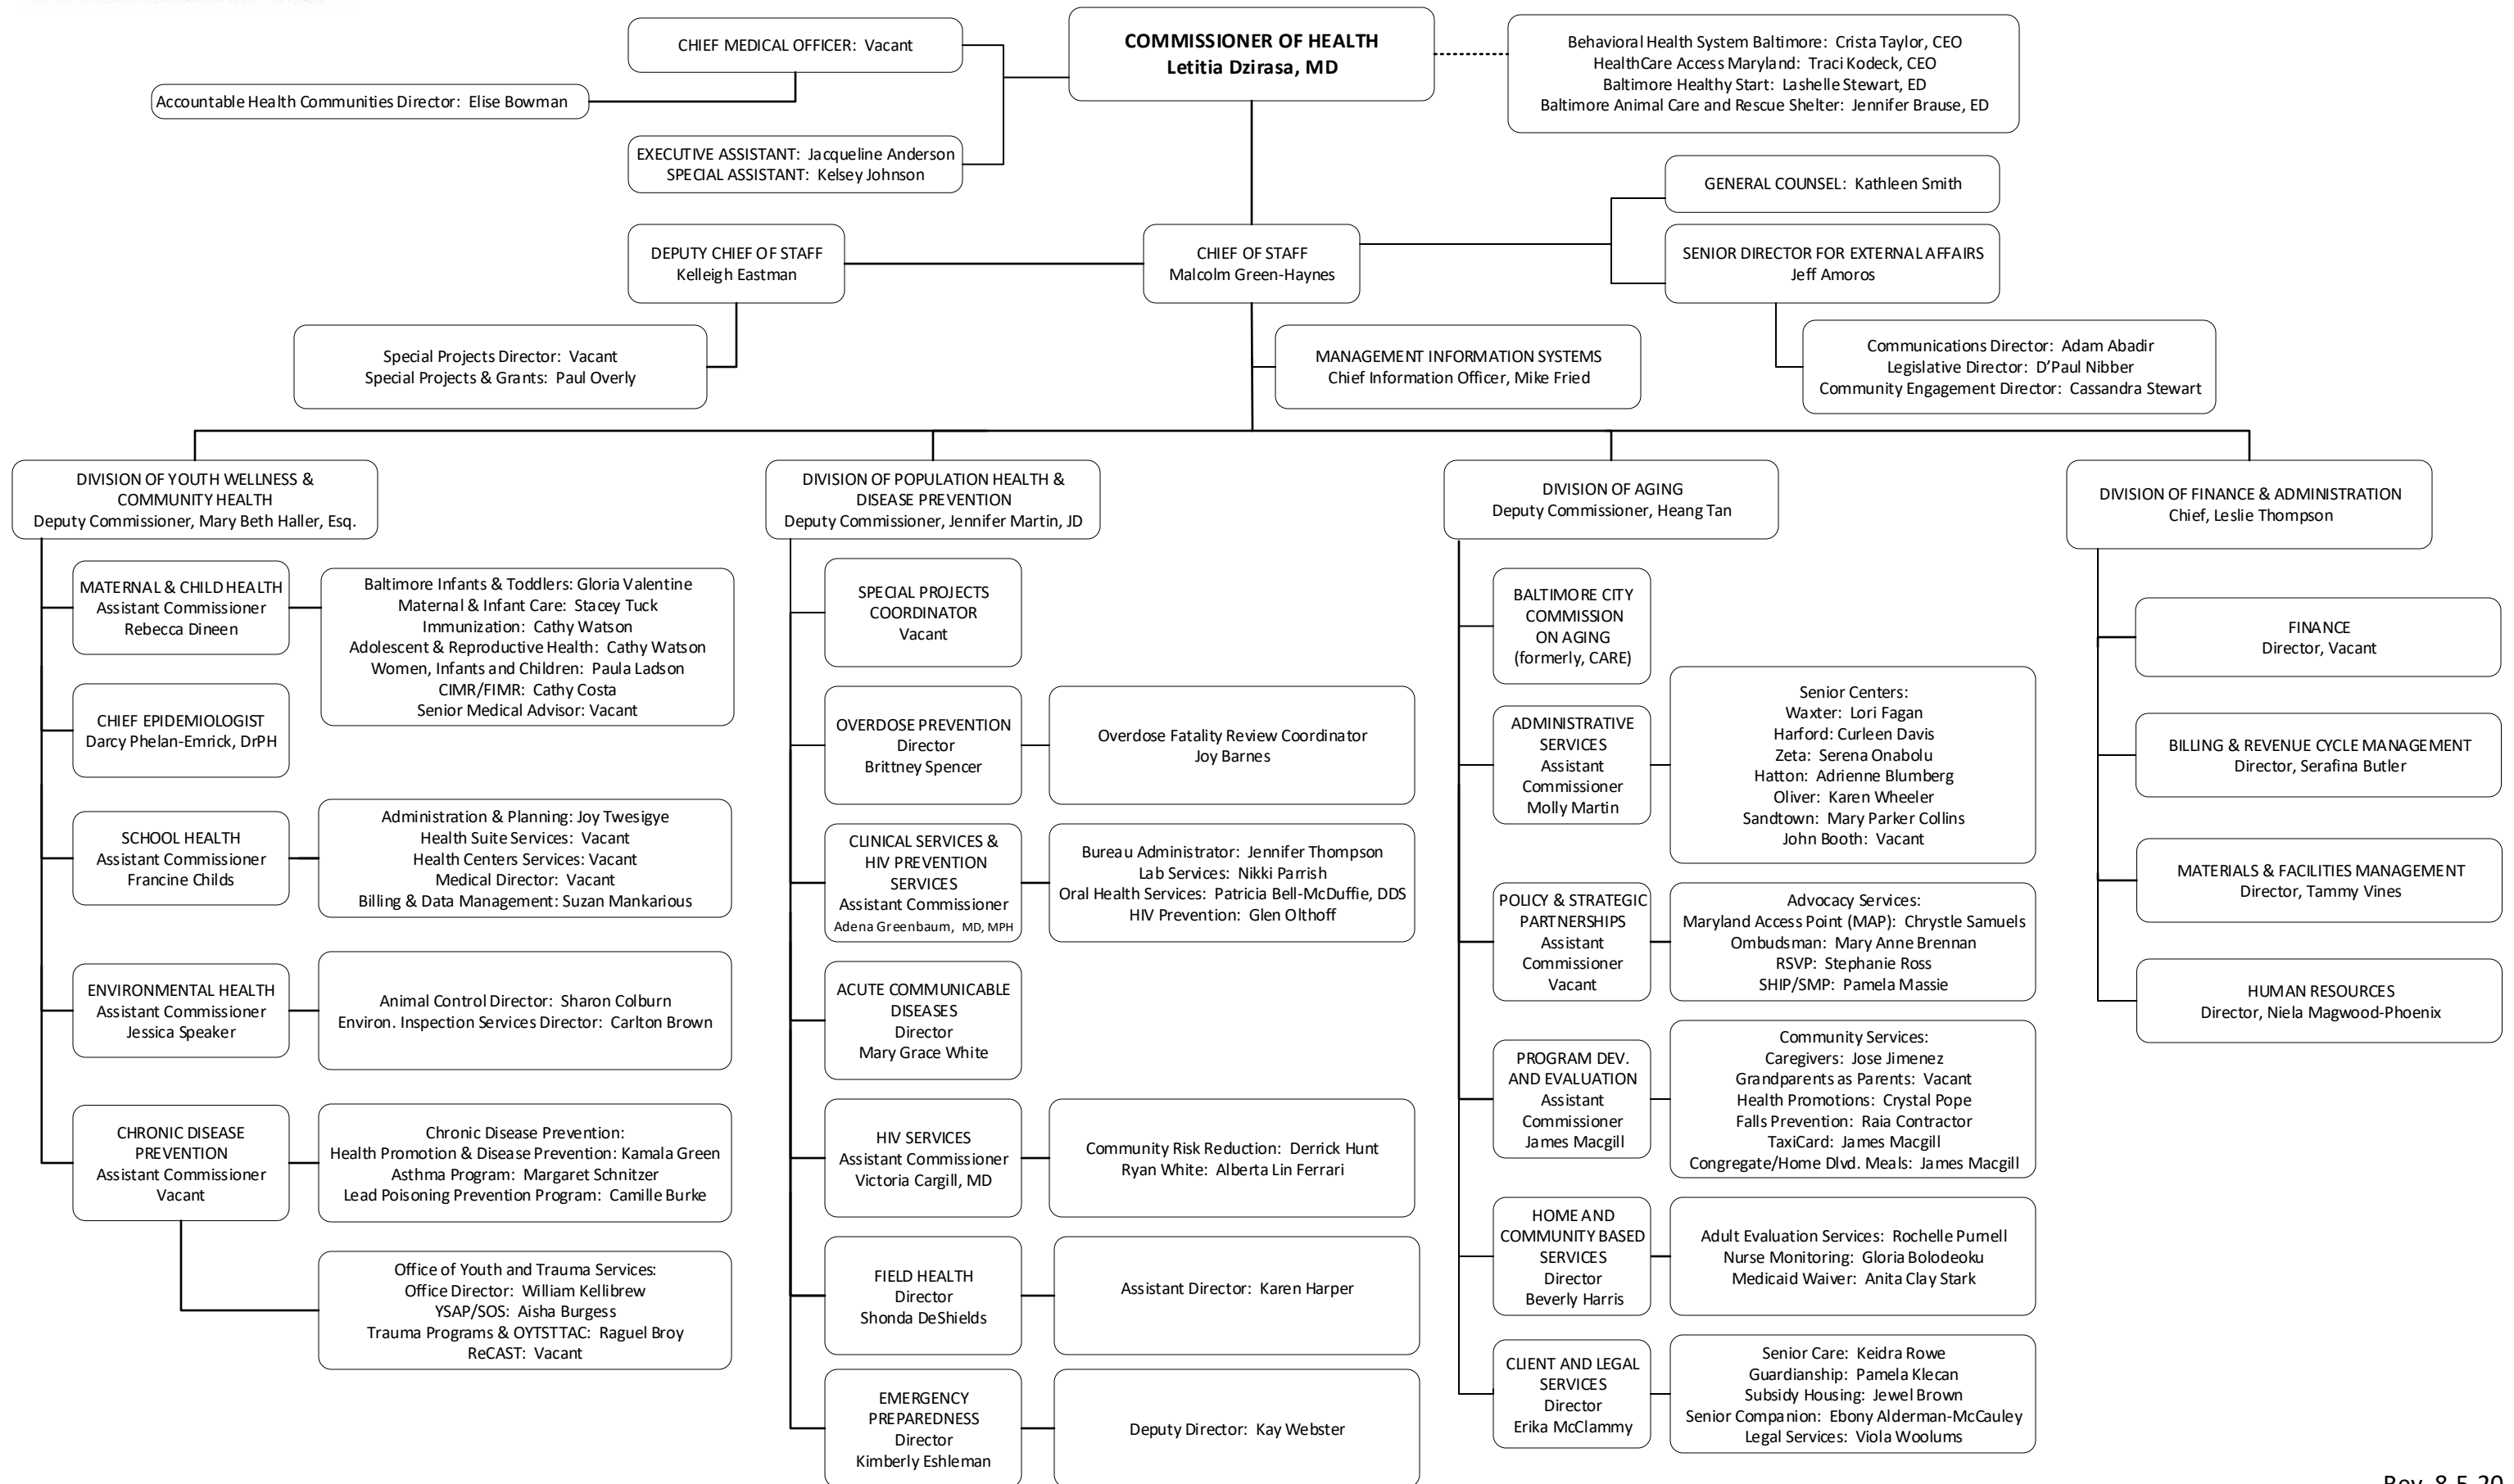 COMMISSIONER OF HEALTH
Letitia Dzirasa, MD
CHIEF MEDICAL OFFICER: Vacant
Accountable Health Communities Director: Elise Bowman
EXECUTIVE ASSISTANT: Jacqueline Anderson
SPECIAL ASSISTANT: Kelsey Johnson
Behavioral Health System Baltimore: Crista Taylor, CEO
HealthCare Access Maryland: Traci Kodeck, CEO
Baltimore Healthy Start: Lashelle Stewart, ED
Baltimore Animal Care and Rescue Shelter: Jennifer Brause, ED
GENERAL COUNSEL: Kathleen Smith
DEPUTY CHIEF OF STAFF
Kelleigh Eastman
CHIEF OF STAFF
Malcolm Green-Haynes
SENIOR DIRECTOR FOR EXTERNAL AFFAIRS
Jeff Amoros
Special Projects Director: Vacant
Special Projects & Grants: Paul Overly
MANAGEMENT INFORMATION SYSTEMS
Chief Information Officer, Mike Fried
Communications Director: Adam Abadir
Legislative Director: D’Paul Nibber
Community Engagement Director: Cassandra Stewart
DIVISION OF YOUTH WELLNESS &
COMMUNITY HEALTH
Deputy Commissioner, Mary Beth Haller, Esq.
MATERNAL & CHILD HEALTH
Assistant Commissioner
Rebecca Dineen
Baltimore Infants & Toddlers: Gloria Valentine
Maternal & Infant Care: Stacey Tuck
Immunization: Cathy Watson
Adolescent & Reproductive Health: Cathy Watson
Women, Infants and Children: Paula Ladson
CIMR/FIMR: Cathy Costa
Senior Medical Advisor: Vacant
CHIEF EPIDEMIOLOGIST
Darcy Phelan-Emrick, DrPH
SCHOOL HEALTH
Assistant Commissioner
Francine Childs
Administration & Planning: Joy Twesigye
Health Suite Services: Vacant
Health Centers Services: Vacant
Medical Director: Vacant
Billing & Data Management: Suzan Mankarious
ENVIRONMENTAL HEALTH
Assistant Commissioner
Jessica Speaker
Animal Control Director: Sharon Colburn
Environ. Inspection Services Director: Carlton Brown
CHRONIC DISEASE
PREVENTION
Assistant Commissioner
Vacant
Chronic Disease Prevention:
Health Promotion & Disease Prevention: Kamala Green
Asthma Program: Margaret Schnitzer
Lead Poisoning Prevention Program: Camille Burke
Office of Youth and Trauma Services:
Office Director: William Kellibrew
YSAP/SOS: Aisha Burgess
Trauma Programs & OYTSTTAC: Raguel Broy
ReCAST: Vacant
DIVISION OF POPULATION HEALTH &
DISEASE PREVENTION
Deputy Commissioner, Jennifer Martin, JD
SPECIAL PROJECTS
COORDINATOR
Vacant
OVERDOSE PREVENTION
Director
Brittney Spencer
Overdose Fatality Review Coordinator
Joy Barnes
CLINICAL SERVICES &
HIV PREVENTION
SERVICES
Assistant Commissioner
Adena Greenbaum, MD, MPH
Bureau Administrator: Jennifer Thompson
Lab Services: Nikki Parrish
Oral Health Services: Patricia Bell-McDuffie, DDS
HIV Prevention: Glen Olthoff
ACUTE COMMUNICABLE
DISEASES
Director
Mary Grace White
HIV SERVICES
Assistant Commissioner
Victoria Cargill, MD
Community Risk Reduction: Derrick Hunt
Ryan White: Alberta Lin Ferrari
FIELD HEALTH
Director
Shonda DeShields
Assistant Director: Karen Harper
EMERGENCY
PREPAREDNESS
Director
Kimberly Eshleman
Deputy Director: Kay Webster
DIVISION OF AGING
Deputy Commissioner, Heang Tan
BALTIMORE CITY
COMMISSION
ON AGING
(formerly, CARE)
ADMINISTRATIVE
SERVICES
Assistant
Commissioner
Molly Martin
Senior Centers:
Waxter: Lori Fagan
Harford: Curleen Davis
Zeta: Serena Onabolu
Hatton: Adrienne Blumberg
Oliver: Karen Wheeler
Sandtown: Mary Parker Collins
John Booth: Vacant
POLICY & STRATEGIC
PARTNERSHIPS
Assistant
Commissioner
Vacant
Advocacy Services:
Maryland Access Point (MAP): Chrystle Samuels
Ombudsman: Mary Anne Brennan
RSVP: Stephanie Ross
SHIP/SMP: Pamela Massie
PROGRAM DEV.
AND EVALUATION
Assistant
Commissioner
James Macgill
Community Services:
Caregivers: Jose Jimenez
Grandparents as Parents: Vacant
Health Promotions: Crystal Pope
Falls Prevention: Raia Contractor
TaxiCard: James Macgill
Congregate/Home Dlvd. Meals: James Macgill
HOME AND
COMMUNITY BASED
SERVICES
Director
Beverly Harris
Adult Evaluation Services: Rochelle Purnell
Nurse Monitoring: Gloria Bolodeoku
Medicaid Waiver: Anita Clay Stark
CLIENT AND LEGAL
SERVICES
Director
Erika McClammy
Senior Care: Keidra Rowe
Guardianship: Pamela Klecan
Subsidy Housing: Jewel Brown
Senior Companion: Ebony Alderman-McCauley
Legal Services: Viola Woolums
DIVISION OF FINANCE & ADMINISTRATION
Chief, Leslie Thompson
FINANCE
Director, Vacant
BILLING & REVENUE CYCLE MANAGEMENT
Director, Serafina Butler
MATERIALS & FACILITIES MANAGEMENT
Director, Tammy Vines
HUMAN RESOURCES
Director, Niela Magwood-Phoenix
Rev. 8-5-20